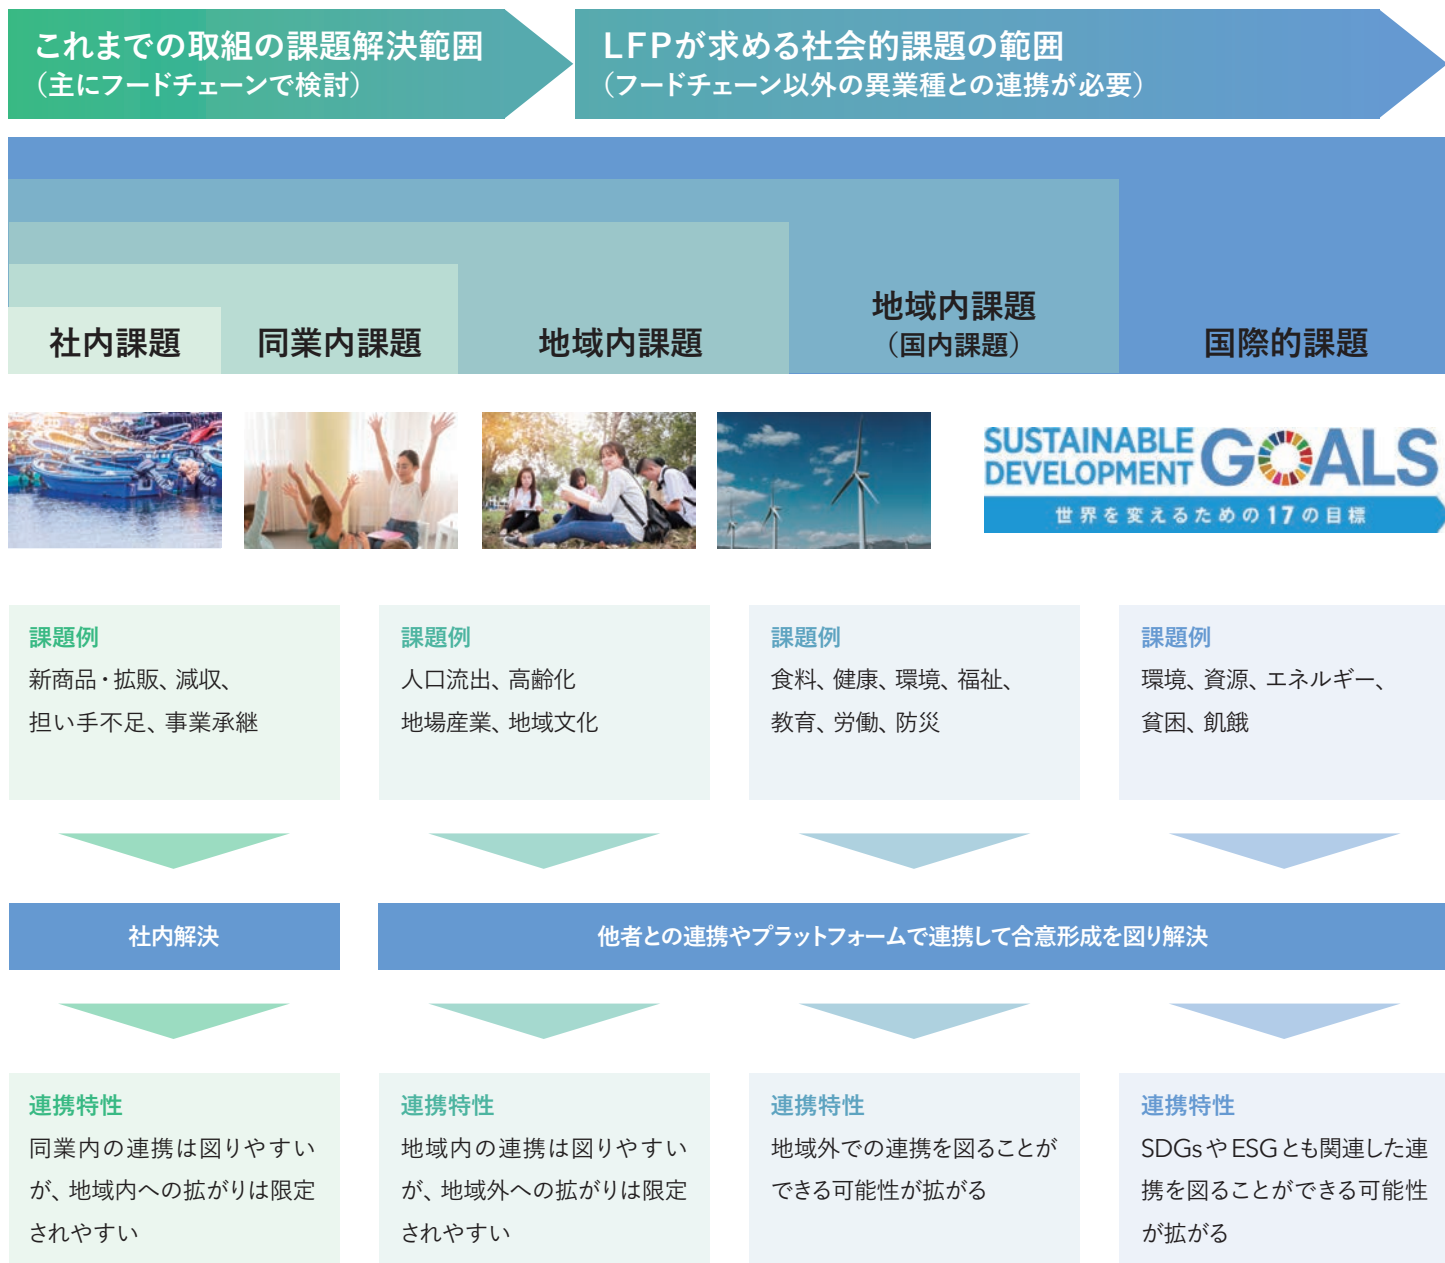 これまでの取組の課題解決範囲
（主にフードチェーンで検討）
LFPが求める社会的課題の範囲
（フードチェーン以外の異業種との連携が必要）
社内課題
同業内課題
地域内課題
地域内課題
（国内課題）
国際的課題
SUSTAINABLE
DEVELOPMENT
GOALS
世界を変えるための17の目標
課題例
新商品・拡販、減収、
担い手不足、事業承継
課題例
人口流出、高齢化
地場産業、地域文化
課題例
食料、健康、環境、福祉、
教育、労働、防災
課題例
環境、資源、エネルギー、
貧困、飢餓
社内解決
他者との連携やプラットフォームで連携して合意形成を図り解決
連携特性
同業内の連携は図りやすい
が、地域内への拡がりは限定
されやすい
連携特性
地域内の連携は図りやすい
が、地域外への拡がりは限定
されやすい
連携特性
地域外での連携を図ることが
できる可能性が拡がる
連携特性
SDGsやESGとも関連した連
携を図ることができる可能性
が拡がる